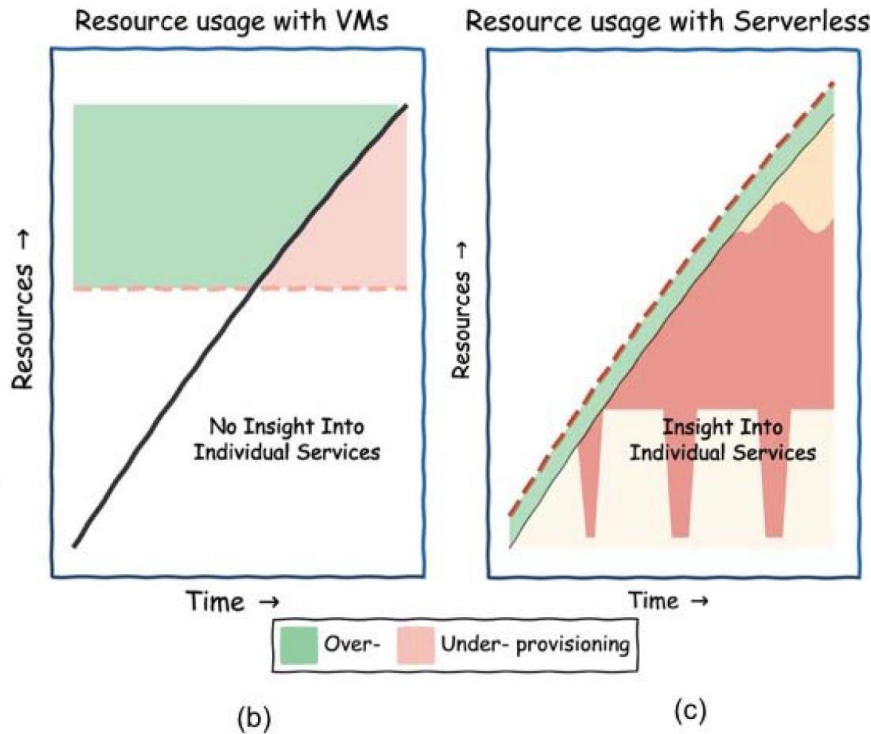 Resource usage with VMs
Resource usage with Serverless
Resources →
No Insight Into
Individual Services
Time →
Resources →
Insight Into
Individual Services
Time →
Over-
Under- provisioning
(b)
(c)